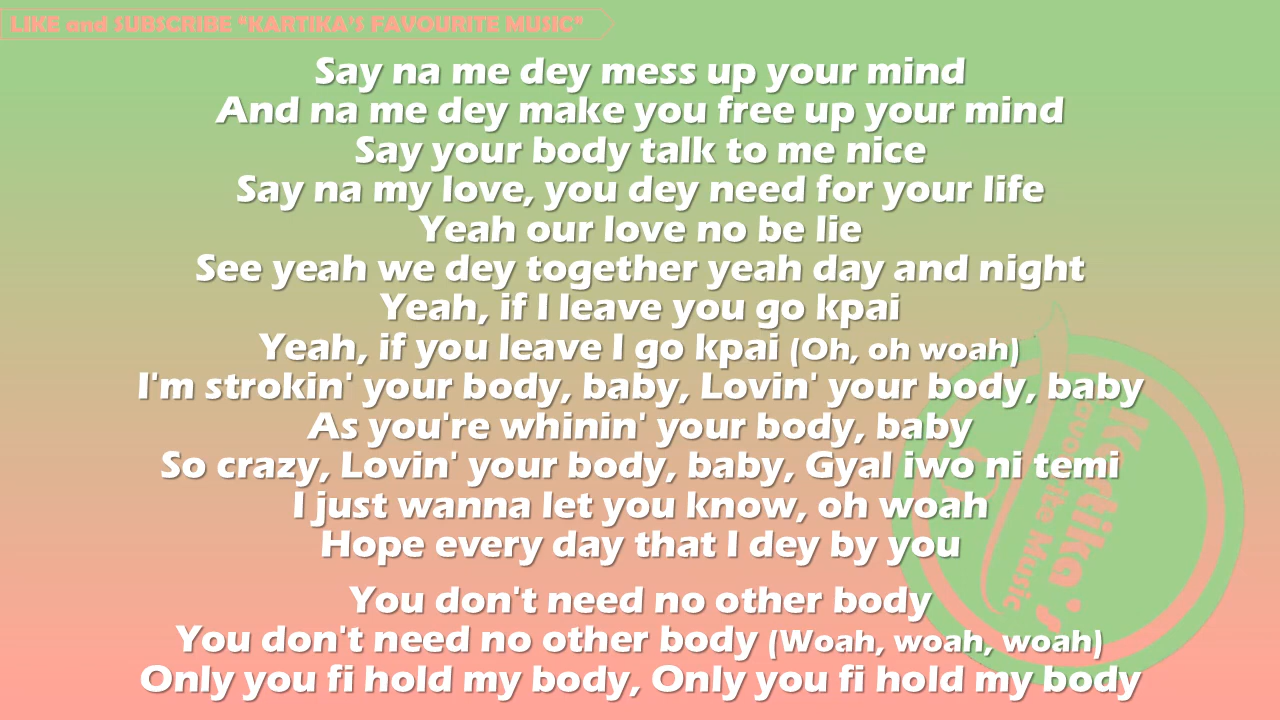 LIKE and SUBSCRIBE "KARTIKA'S FAVOURITE MUSIC"
Say na me dey mess up your mind
And na me dey make you free up your mind
Say your body talk to me nice
Say na my love, you dey need for your life
Yeah our love no be lie
See yeah we dey together yeah day and night
Yeah, if I leave you go kpai
Yeah, if you leave I go kpai (Oh, oh woah)
I'm strokin' your body, baby, Lovin' your body, baby
As you're whinin' your body, baby
So crazy, Lovin' your body, baby, Gyal iwo ni temi
I just wanna let you know, oh woah
Hope every day that I dey by you
You don't need no other body
You don't need no other body (Woah, woah, woah)
Only you fi hold my body, Only you fi hold my body
Kartika's
Favourite Music